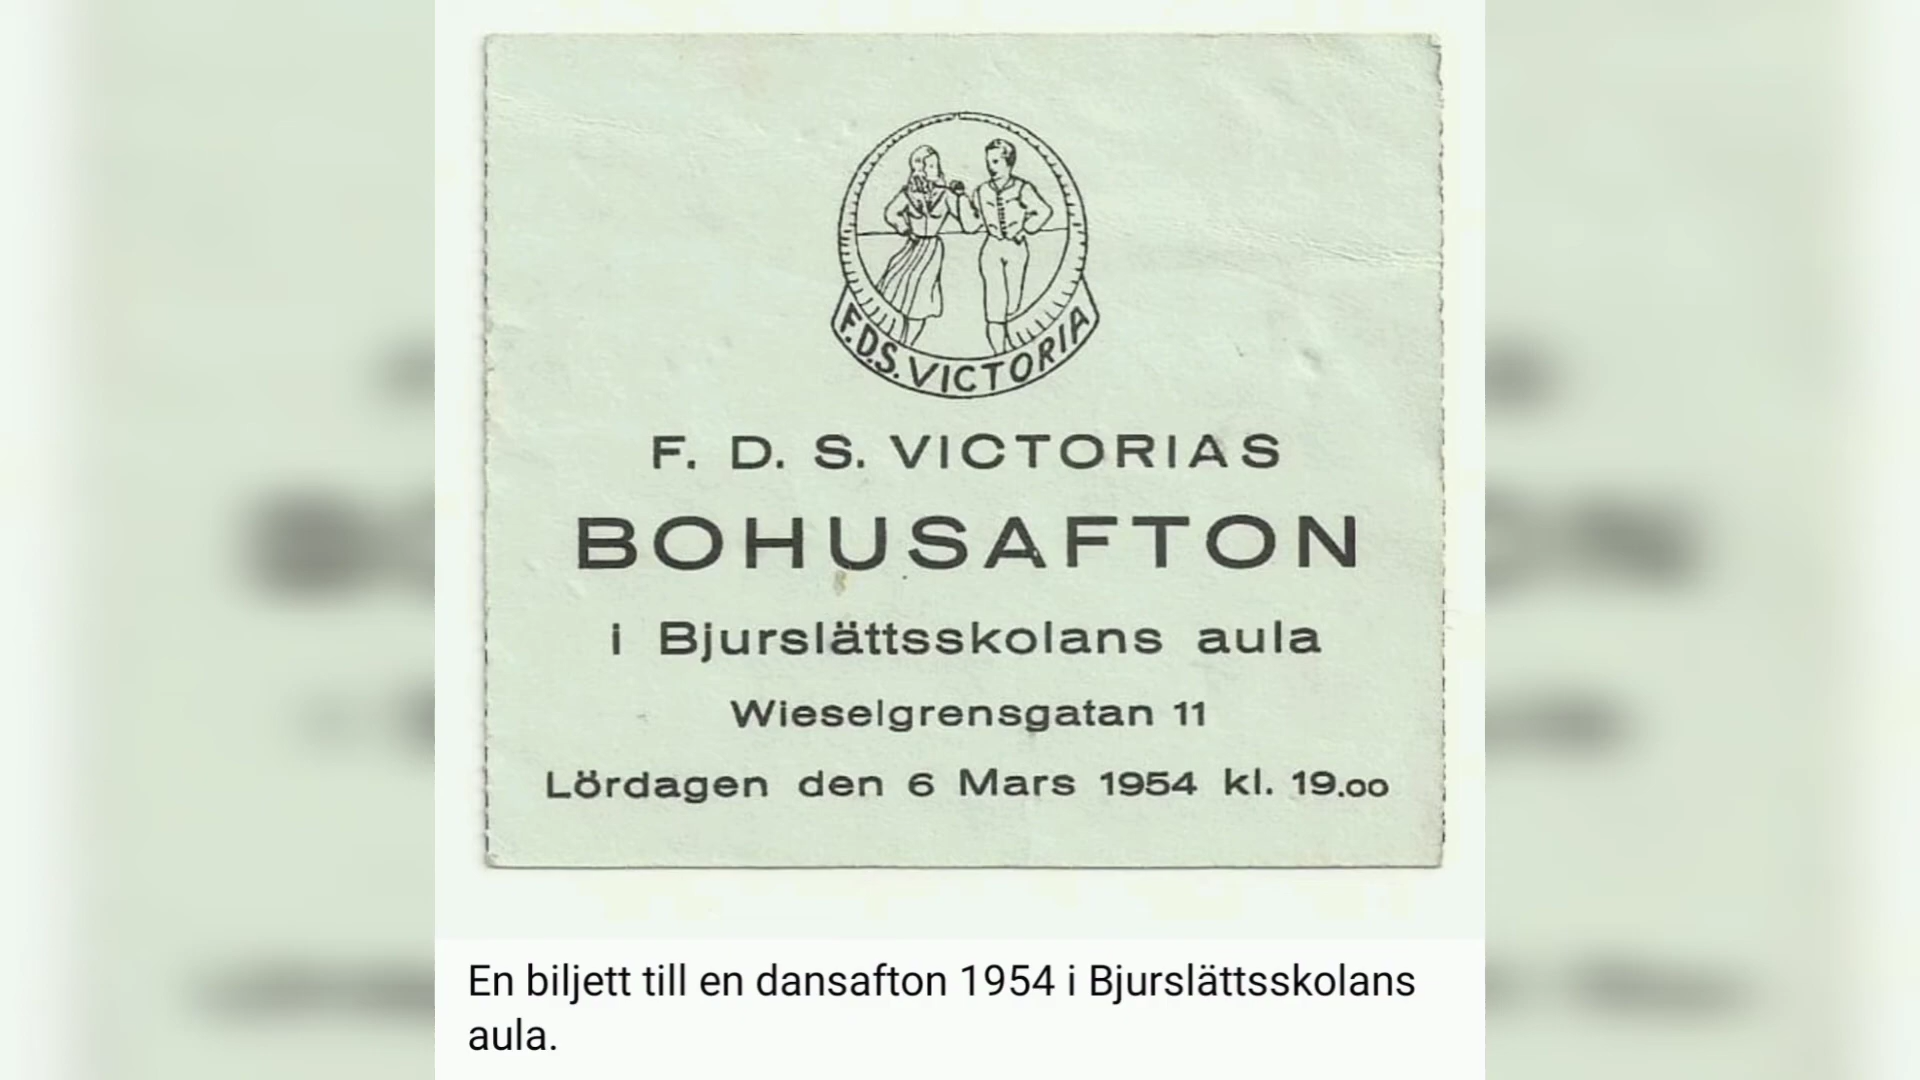 F.D.S. VICTORIA
F. D. S. VICTORIAS
BOHUSAFTON
i Bjurslättsskolans aula
Wieselgrensgatan 11
Lördagen den 6 Mars 1954 kl. 19.oo
En biljett till en dansafton 1954 i Bjurslättsskolans
aula.